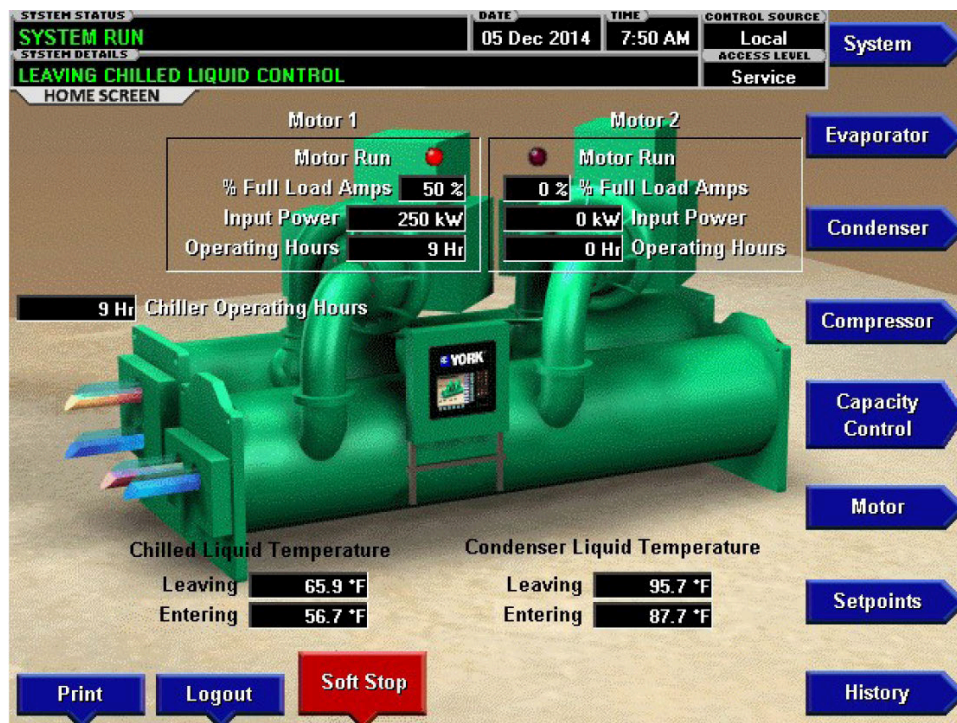 SYSTEM STATUS
SYSTEM RUN
DATE
05 Dec 2014
TIME
7:50 AM
CONTROL SOURCE
Local
SYSTEM DETAILS
LEAVING CHILLED LIQUID CONTROL
ACCESS LEVEL
Service
HOME SCREEN
System
Evaporator
Condenser
Compressor
Capacity
Control
Motor
Setpoints
History
Motor 1
Motor Run
% Full Load Amps 50 %
Input Power 250 kW
Operating Hours 9 Hr
Motor 2
Motor Run
0 % % Full Load Amps
0 kW Input Power
0 Hr Operating Hours
9 Hr Chiller Operating Hours
YORK
Chilled Liquid Temperature
Leaving 65.9 °F
Entering 56.7 °F
Condenser Liquid Temperature
Leaving 95.7 °F
Entering 87.7 °F
Print
Logout
Soft Stop